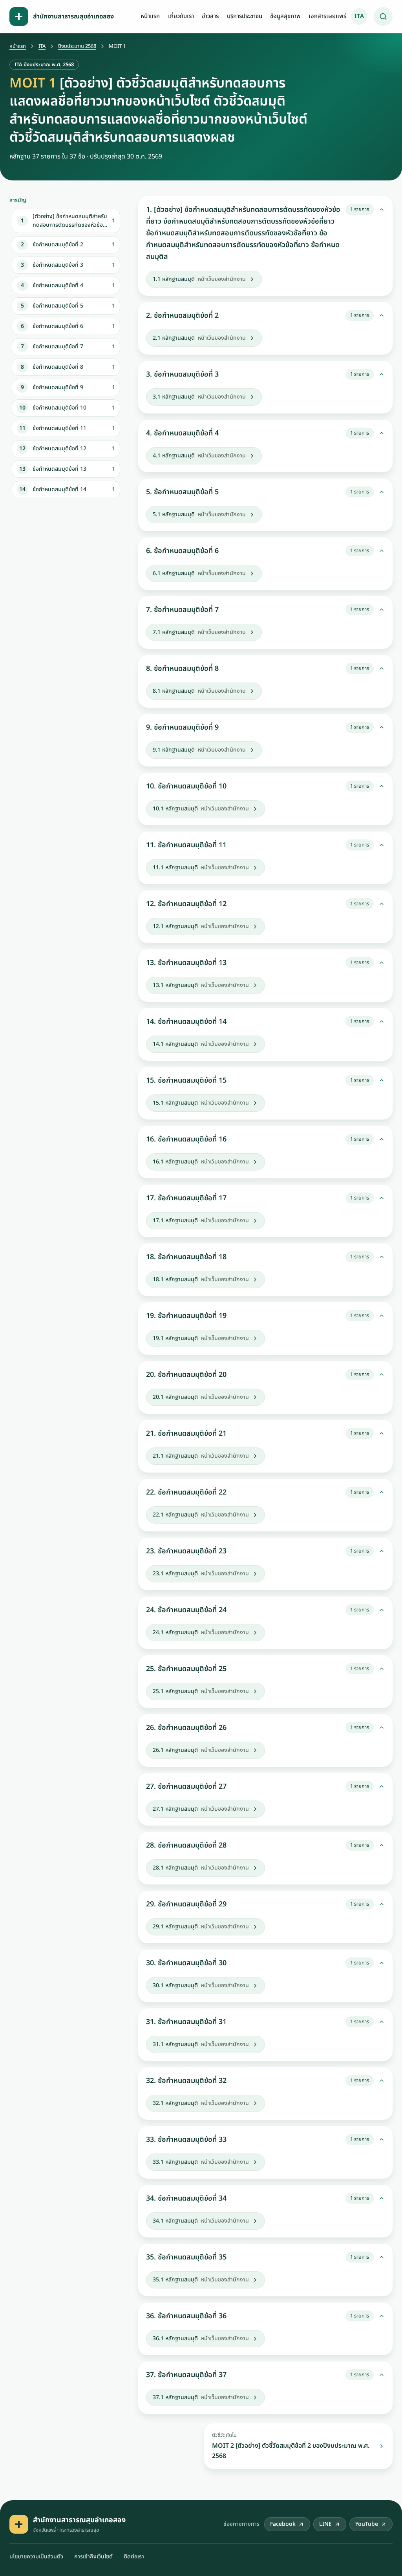 สำนักงานสาธารณสุขอำเภอสอง
หน้าแรก เกี่ยวกับเรา ข่าวสาร บริการประชาชน ข้อมูลสุขภาพ เอกสารเผยแพร่ ITA
หน้าแรก > ITA > ปีงบประมาณ 2568 > MOIT 1
ITA ปีงบประมาณ พ.ศ. 2568
MOIT 1 [ตัวอย่าง] ตัวชี้วัดสมมุติสำหรับทดสอบการ
แสดงผลชื่อที่ยาวมากของหน้าเว็บไซต์ ตัวชี้วัดสมมุติ
สำหรับทดสอบการแสดงผลชื่อที่ยาวมากของหน้าเว็บไซต์
ตัวชี้วัดสมมุติสำหรับทดสอบการแสดงผลช
หลักฐาน 37 รายการ ใน 37 ข้อ · ปรับปรุงล่าสุด 30 ต.ค. 2569
สารบัญ
1 [ตัวอย่าง] ข้อกำหนดสมมุติสำหรับ
ทดสอบการตัดบรรทัดของหัวข้อ... 1
2 ข้อกำหนดสมมุติข้อที่ 2 1
3 ข้อกำหนดสมมุติข้อที่ 3 1
4 ข้อกำหนดสมมุติข้อที่ 4 1
5 ข้อกำหนดสมมุติข้อที่ 5 1
6 ข้อกำหนดสมมุติข้อที่ 6 1
7 ข้อกำหนดสมมุติข้อที่ 7 1
8 ข้อกำหนดสมมุติข้อที่ 8 1
9 ข้อกำหนดสมมุติข้อที่ 9 1
10 ข้อกำหนดสมมุติข้อที่ 10 1
11 ข้อกำหนดสมมุติข้อที่ 11 1
12 ข้อกำหนดสมมุติข้อที่ 12 1
13 ข้อกำหนดสมมุติข้อที่ 13 1
14 ข้อกำหนดสมมุติข้อที่ 14 1
1. [ตัวอย่าง] ข้อกำหนดสมมุติสำหรับทดสอบการตัดบรรทัดของหัวข้อ 1 รายการ
ที่ยาว ข้อกำหนดสมมุติสำหรับทดสอบการตัดบรรทัดของหัวข้อที่ยาว
ข้อกำหนดสมมุติสำหรับทดสอบการตัดบรรทัดของหัวข้อที่ยาว ข้อ
กำหนดสมมุติสำหรับทดสอบการตัดบรรทัดของหัวข้อที่ยาว ข้อกำหนด
สมมุติส
1.1 หลักฐานสมมุติ หน้าเว็บของสำนักงาน
2. ข้อกำหนดสมมุติข้อที่ 2 1 รายการ
2.1 หลักฐานสมมุติ หน้าเว็บของสำนักงาน
3. ข้อกำหนดสมมุติข้อที่ 3 1 รายการ
3.1 หลักฐานสมมุติ หน้าเว็บของสำนักงาน
4. ข้อกำหนดสมมุติข้อที่ 4 1 รายการ
4.1 หลักฐานสมมุติ หน้าเว็บของสำนักงาน
5. ข้อกำหนดสมมุติข้อที่ 5 1 รายการ
5.1 หลักฐานสมมุติ หน้าเว็บของสำนักงาน
6. ข้อกำหนดสมมุติข้อที่ 6 1 รายการ
6.1 หลักฐานสมมุติ หน้าเว็บของสำนักงาน
7. ข้อกำหนดสมมุติข้อที่ 7 1 รายการ
7.1 หลักฐานสมมุติ หน้าเว็บของสำนักงาน
8. ข้อกำหนดสมมุติข้อที่ 8 1 รายการ
8.1 หลักฐานสมมุติ หน้าเว็บของสำนักงาน
9. ข้อกำหนดสมมุติข้อที่ 9 1 รายการ
9.1 หลักฐานสมมุติ หน้าเว็บของสำนักงาน
10. ข้อกำหนดสมมุติข้อที่ 10 1 รายการ
10.1 หลักฐานสมมุติ หน้าเว็บของสำนักงาน
11. ข้อกำหนดสมมุติข้อที่ 11 1 รายการ
11.1 หลักฐานสมมุติ หน้าเว็บของสำนักงาน
12. ข้อกำหนดสมมุติข้อที่ 12 1 รายการ
12.1 หลักฐานสมมุติ หน้าเว็บของสำนักงาน
13. ข้อกำหนดสมมุติข้อที่ 13 1 รายการ
13.1 หลักฐานสมมุติ หน้าเว็บของสำนักงาน
14. ข้อกำหนดสมมุติข้อที่ 14 1 รายการ
14.1 หลักฐานสมมุติ หน้าเว็บของสำนักงาน
15. ข้อกำหนดสมมุติข้อที่ 15 1 รายการ
15.1 หลักฐานสมมุติ หน้าเว็บของสำนักงาน
16. ข้อกำหนดสมมุติข้อที่ 16 1 รายการ
16.1 หลักฐานสมมุติ หน้าเว็บของสำนักงาน
17. ข้อกำหนดสมมุติข้อที่ 17 1 รายการ
17.1 หลักฐานสมมุติ หน้าเว็บของสำนักงาน
18. ข้อกำหนดสมมุติข้อที่ 18 1 รายการ
18.1 หลักฐานสมมุติ หน้าเว็บของสำนักงาน
19. ข้อกำหนดสมมุติข้อที่ 19 1 รายการ
19.1 หลักฐานสมมุติ หน้าเว็บของสำนักงาน
20. ข้อกำหนดสมมุติข้อที่ 20 1 รายการ
20.1 หลักฐานสมมุติ หน้าเว็บของสำนักงาน
21. ข้อกำหนดสมมุติข้อที่ 21 1 รายการ
21.1 หลักฐานสมมุติ หน้าเว็บของสำนักงาน
22. ข้อกำหนดสมมุติข้อที่ 22 1 รายการ
22.1 หลักฐานสมมุติ หน้าเว็บของสำนักงาน
23. ข้อกำหนดสมมุติข้อที่ 23 1 รายการ
23.1 หลักฐานสมมุติ หน้าเว็บของสำนักงาน
24. ข้อกำหนดสมมุติข้อที่ 24 1 รายการ
24.1 หลักฐานสมมุติ หน้าเว็บของสำนักงาน
25. ข้อกำหนดสมมุติข้อที่ 25 1 รายการ
25.1 หลักฐานสมมุติ หน้าเว็บของสำนักงาน
26. ข้อกำหนดสมมุติข้อที่ 26 1 รายการ
26.1 หลักฐานสมมุติ หน้าเว็บของสำนักงาน
27. ข้อกำหนดสมมุติข้อที่ 27 1 รายการ
27.1 หลักฐานสมมุติ หน้าเว็บของสำนักงาน
28. ข้อกำหนดสมมุติข้อที่ 28 1 รายการ
28.1 หลักฐานสมมุติ หน้าเว็บของสำนักงาน
29. ข้อกำหนดสมมุติข้อที่ 29 1 รายการ
29.1 หลักฐานสมมุติ หน้าเว็บของสำนักงาน
30. ข้อกำหนดสมมุติข้อที่ 30 1 รายการ
30.1 หลักฐานสมมุติ หน้าเว็บของสำนักงาน
31. ข้อกำหนดสมมุติข้อที่ 31 1 รายการ
31.1 หลักฐานสมมุติ หน้าเว็บของสำนักงาน
32. ข้อกำหนดสมมุติข้อที่ 32 1 รายการ
32.1 หลักฐานสมมุติ หน้าเว็บของสำนักงาน
33. ข้อกำหนดสมมุติข้อที่ 33 1 รายการ
33.1 หลักฐานสมมุติ หน้าเว็บของสำนักงาน
34. ข้อกำหนดสมมุติข้อที่ 34 1 รายการ
34.1 หลักฐานสมมุติ หน้าเว็บของสำนักงาน
35. ข้อกำหนดสมมุติข้อที่ 35 1 รายการ
35.1 หลักฐานสมมุติ หน้าเว็บของสำนักงาน
36. ข้อกำหนดสมมุติข้อที่ 36 1 รายการ
36.1 หลักฐานสมมุติ หน้าเว็บของสำนักงาน
37. ข้อกำหนดสมมุติข้อที่ 37 1 รายการ
37.1 หลักฐานสมมุติ หน้าเว็บของสำนักงาน
ตัวชี้วัดถัดไป
MOIT 2 [ตัวอย่าง] ตัวชี้วัดสมมุติข้อที่ 2 ของปีงบประมาณ พ.ศ.
2568
สำนักงานสาธารณสุขอำเภอสอง
จังหวัดแพร่ · กระทรวงสาธารณสุข
ช่องทางทางการ Facebook LINE YouTube
นโยบายความเป็นส่วนตัว การเข้าถึงเว็บไซต์ ติดต่อเรา